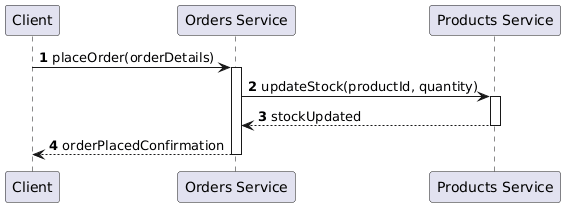 Client Orders Service Products Service
1 placeOrder(orderDetails)
2 updateStock(productId, quantity)
3 stockUpdated
4 orderPlacedConfirmation
Client Orders Service Products Service